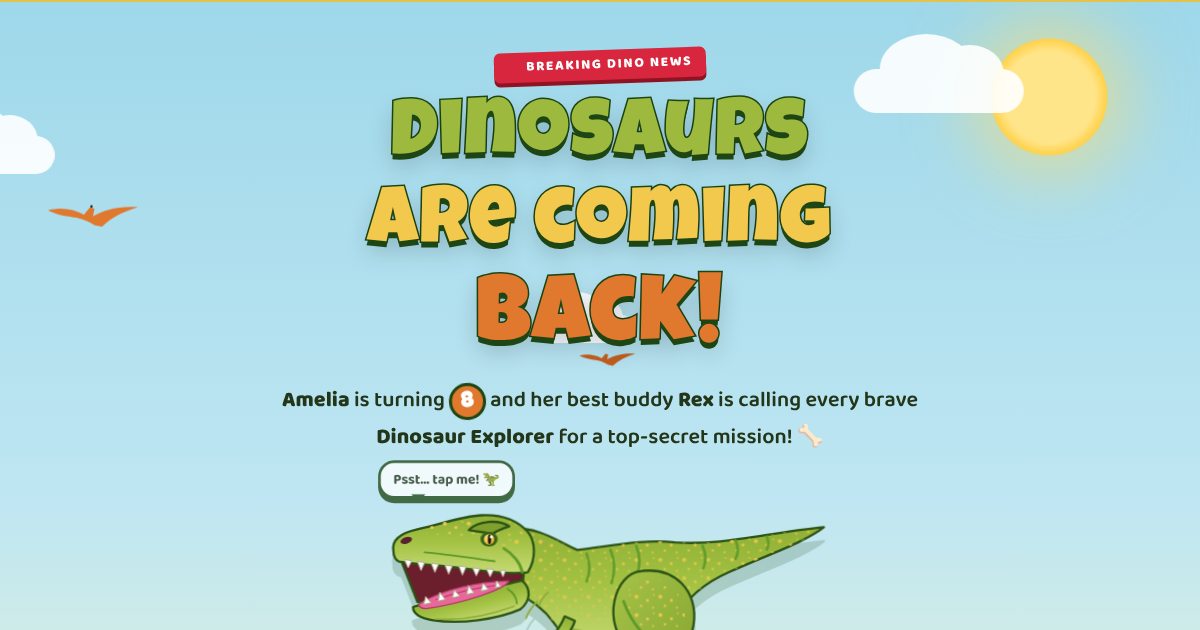 BREAKING DINO NEWS
DINOSAURS
ARE COMING
BACK!
Amelia is turning 8 and her best buddy Rex is calling every brave
Dinosaur Explorer for a top-secret mission! 🦴
Psst... tap me! 🦖